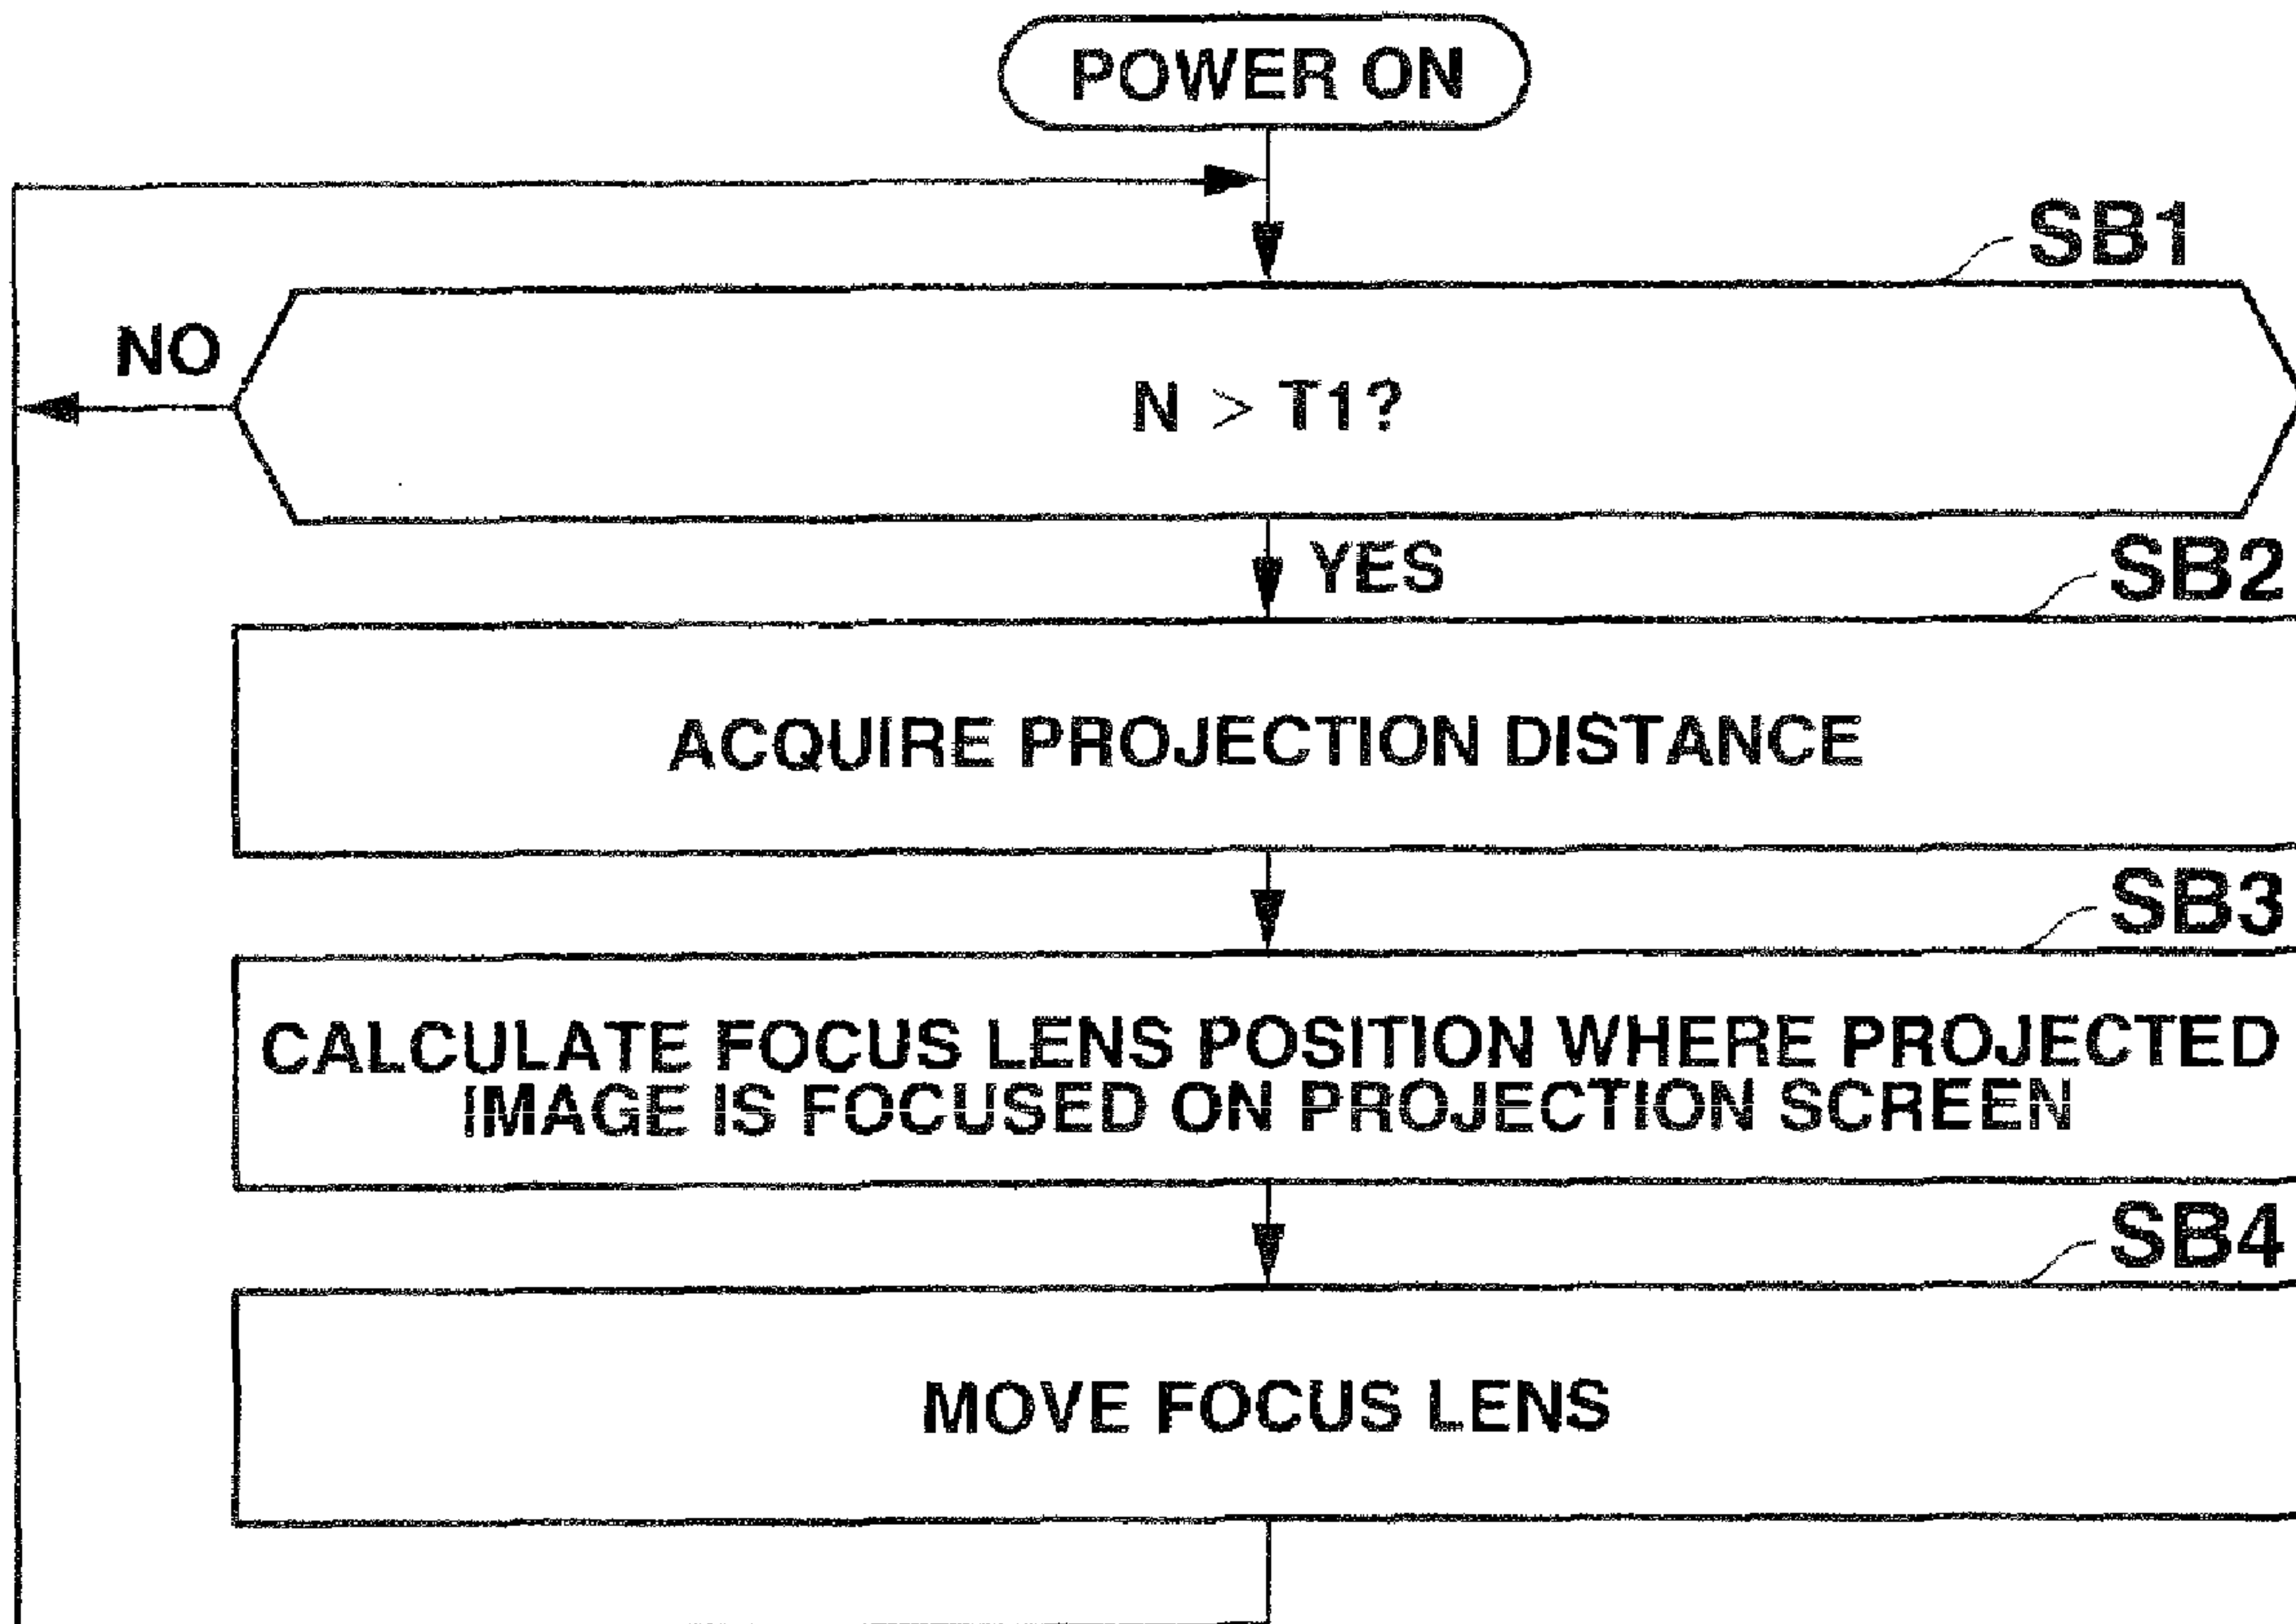 POWER ON
SB1
NO
N > T1?
YES
SB2
ACQUIRE PROJECTION DISTANCE
SB3
CALCULATE FOCUS LENS POSITION WHERE PROJECTED
IMAGE IS FOCUSED ON PROJECTION SCREEN
SB4
MOVE FOCUS LENS